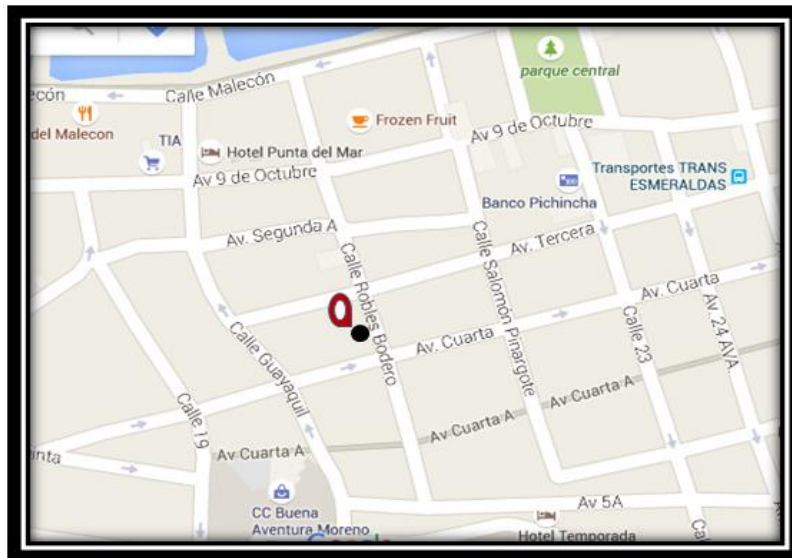 parque central
Calle Malecón
ecón
del Malecon
TIA
Frozen Fruit
Av 9 de Octubre
Hotel Punta del Mar
Av 9 de Octubre
Transportes TRANS
ESMERALDAS
Banco Pichincha
Av. Segunda A
Av. Tercera
Calle Robles Bodero
Calle Salomón Pinargote
Av. Cuarta
Av. 24 AVA.
Calle 23
Av. Cuarta
Calle Guayaquil
Av Cuarta A
Calle 19
Av Cuarta A
Av Cuarta A
inta
Av 5A
CC Buena
Aventura Moreno
Hotel Temporada
Cal